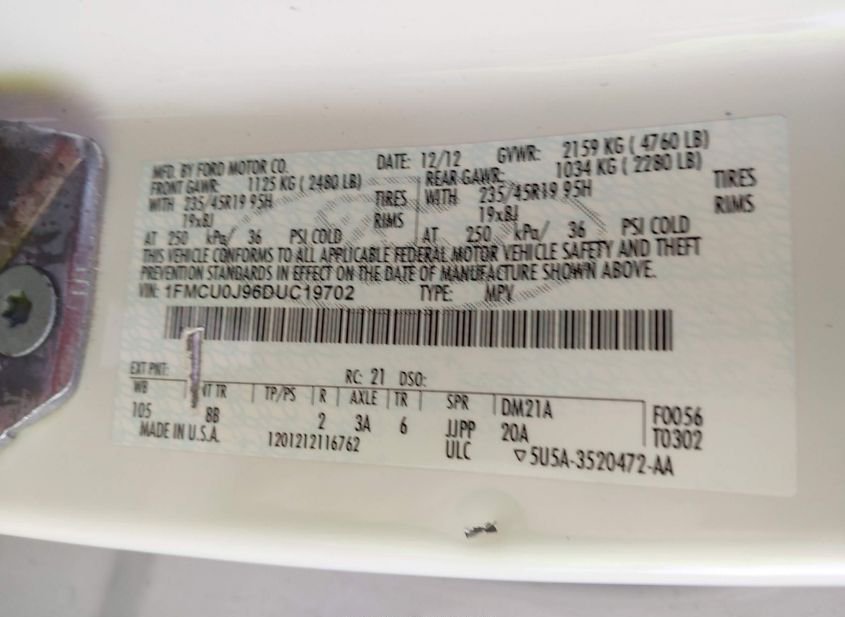 MFD. BY FORD MOTOR CO. DATE: 12/12 GVWR: 2159 KG ( 4760 LB)
FRONT GAWR: 1125 KG ( 2480 LB) REAR GAWR: 1034 KG ( 2280 LB)
WITH 235/45R19 95H TIRES WITH 235/45R19 95H TIRES
19x8J RIMS 19x8J RIMS
AT 250 kPa/ 36 PSI COLD AT 250 kPa/ 36 PSI COLD
THIS VEHICLE CONFORMS TO ALL APPLICABLE FEDERAL MOTOR VEHICLE SAFETY AND THEFT
PREVENTION STANDARDS IN EFFECT ON THE DATE OF MANUFACTURE SHOWN ABOVE.
VIN: 1FMCU0J96DUC19702 TYPE: MPV
EXT PNT: RC: 21 DSO:
WB INT TR TP/PS R AXLE TR SPR DM21A F0056
105 8B 2 3A 6 JJPP 20A T0302
MADE IN U.S.A. 1201212116762 ULC ▽5U5A-3520472-AA